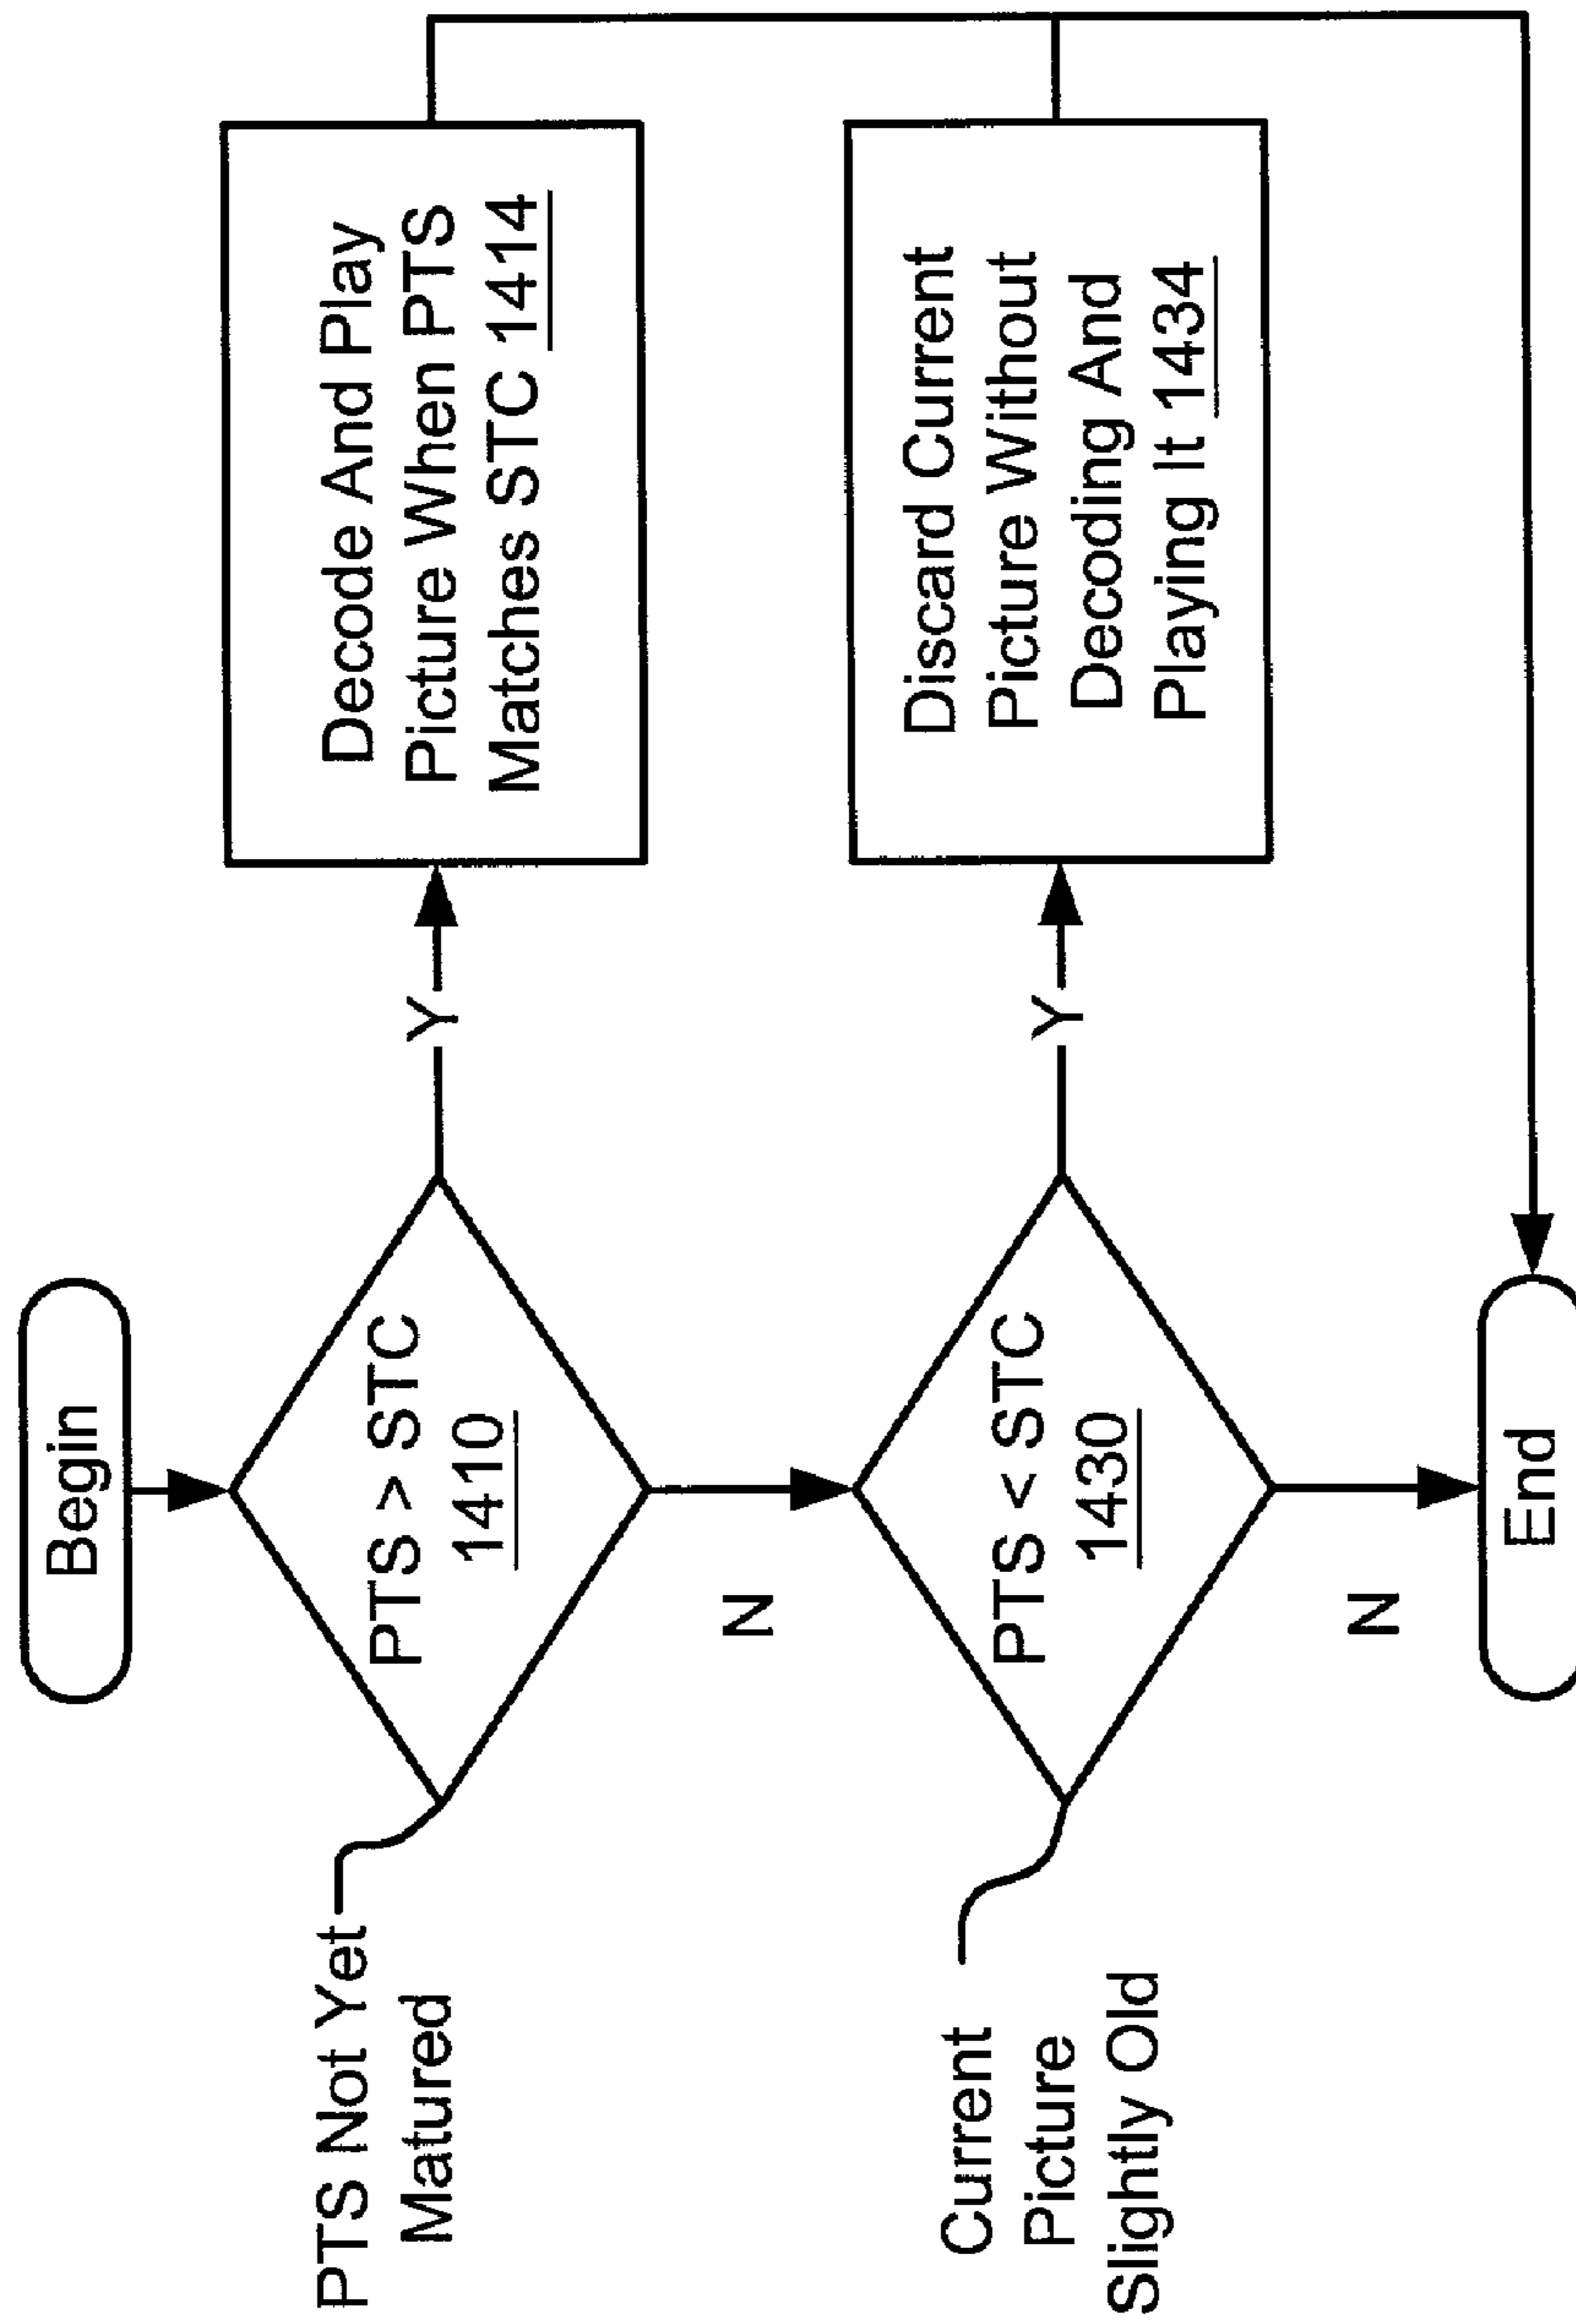 Begin
PTS Not Yet
Matured
PTS > STC
1410
Y
Decode And Play
Picture When PTS
Matches STC 1414
N
Current
Picture
Slightly Old
PTS < STC
1430
Y
Discard Current
Picture Without
Decoding And
Playing It 1434
N
End